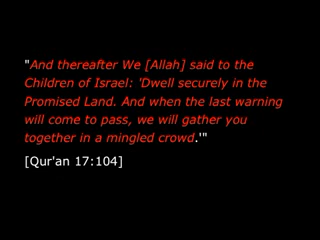 "And thereafter We [Allah] said to the
Children of Israel: 'Dwell securely in the
Promised Land. And when the last warning
will come to pass, we will gather you
together in a mingled crowd.'"
[Qur'an 17:104]